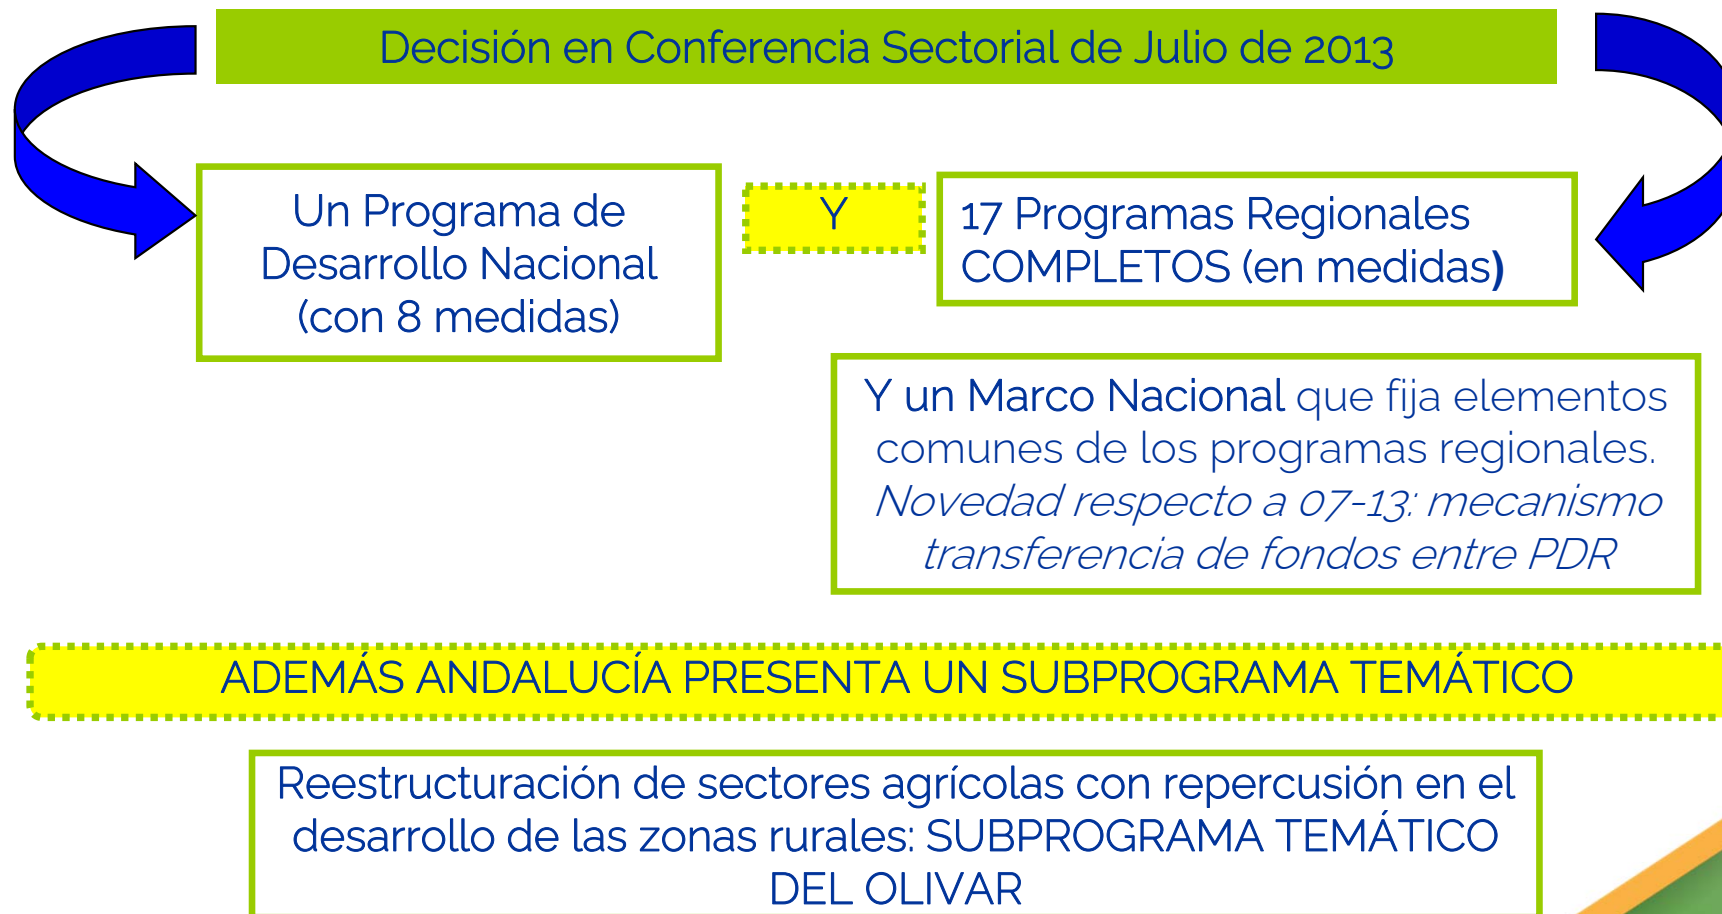 Decisión en Conferencia Sectorial de Julio de 2013
Un Programa de
Desarrollo Nacional
(con 8 medidas)
Y
17 Programas Regionales
COMPLETOS (en medidas)
Y un Marco Nacional que fija elementos
comunes de los programas regionales.
Novedad respecto a 07-13: mecanismo
transferencia de fondos entre PDR
ADEMÁS ANDALUCÍA PRESENTA UN SUBPROGRAMA TEMÁTICO
Reestructuración de sectores agrícolas con repercusión en el
desarrollo de las zonas rurales: SUBPROGRAMA TEMÁTICO
DEL OLIVAR